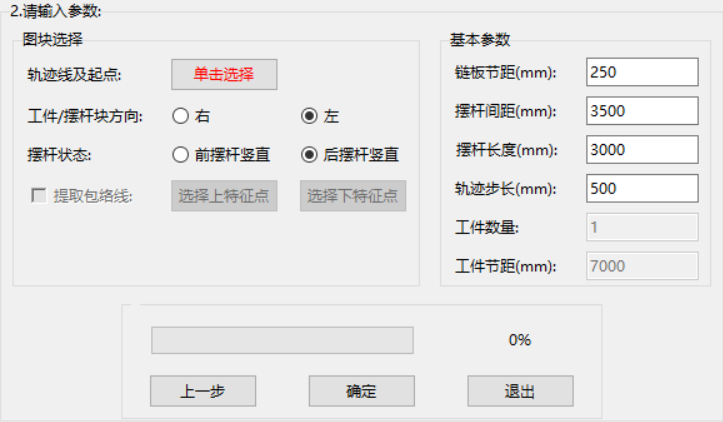 2.请输入参数:
图块选择
轨迹线及起点: 单击选择
工件/摆杆块方向: 右 左
摆杆状态: 前摆杆竖直 后摆杆竖直
提取包络线: 选择上特征点 选择下特征点
基本参数
链板节距(mm): 250
摆杆间距(mm): 3500
摆杆长度(mm): 3000
轨迹步长(mm): 500
工件数量: 1
工件节距(mm): 7000
0%
上一步 确定 退出